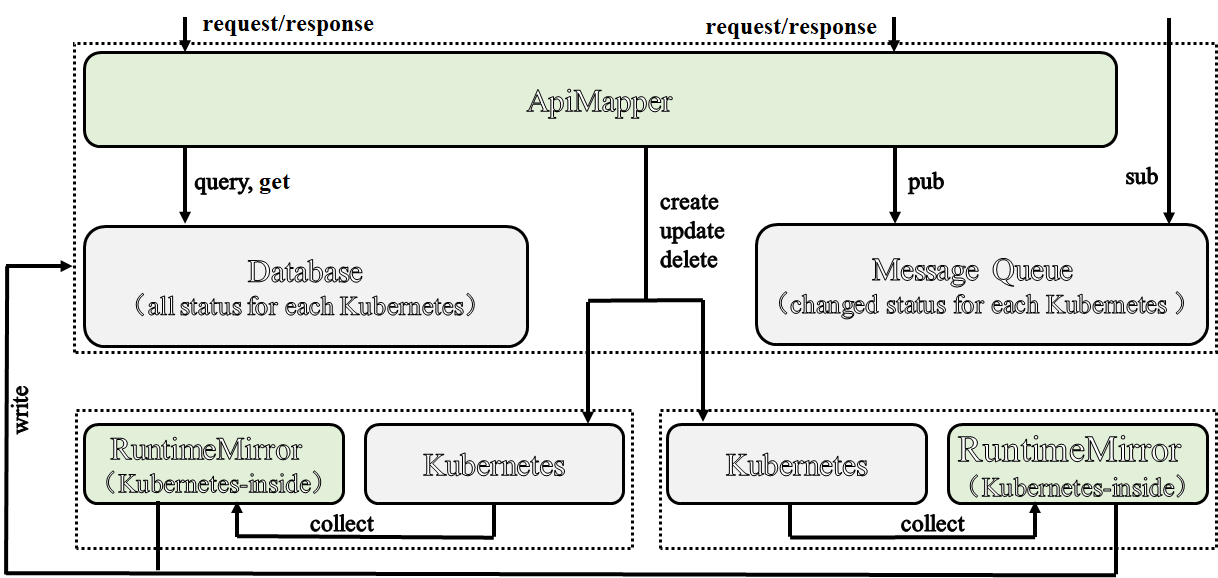 request/response
request/response
ApiMapper
query, get
create
update
delete
pub
sub
Database
（all status for each Kubernetes）
Message Queue
（changed status for each Kubernetes ）
write
RuntimeMirror
（Kubernetes-inside）
Kubernetes
Kubernetes
RuntimeMirror
（Kubernetes-inside）
collect
collect